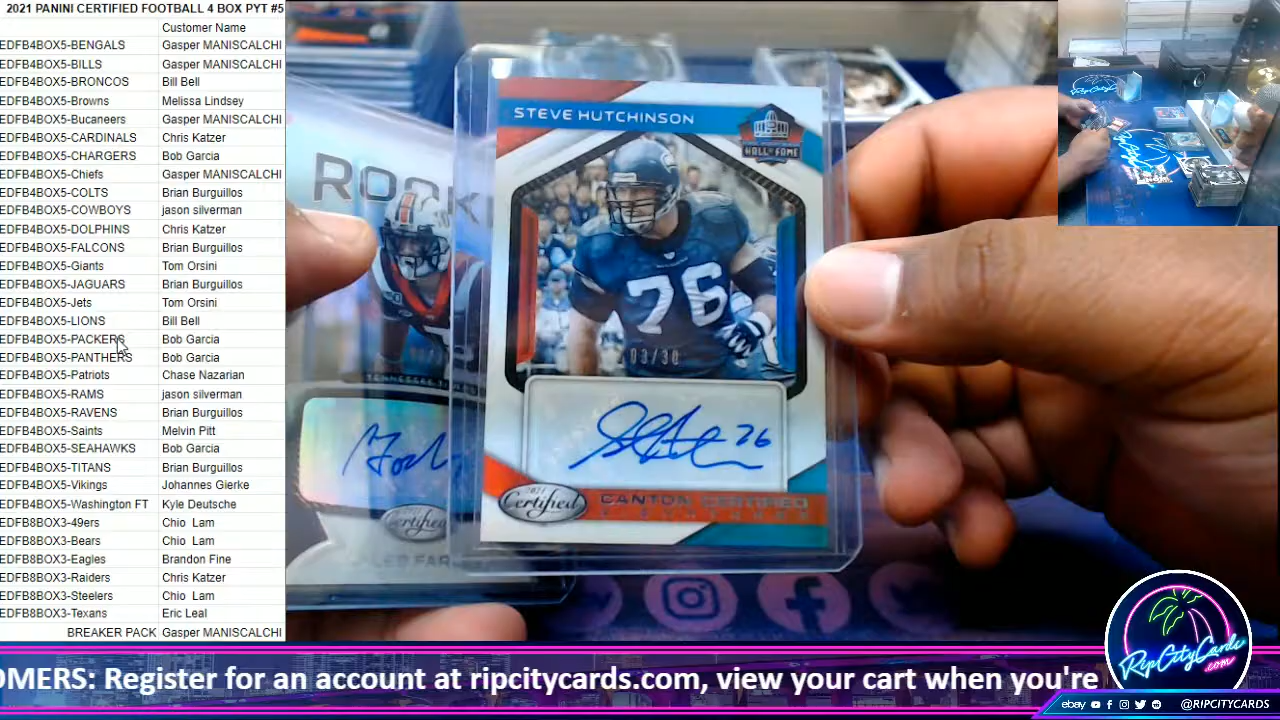 2021 PANINI CERTIFIED FOOTBALL 4 BOX PYT #5
Customer Name
EDFB4BOX5-BENGALS Gasper MANISCALCHI
EDFB4BOX5-BILLS Gasper MANISCALCHI
EDFB4BOX5-BRONCOS Bill Bell
EDFB4BOX5-Browns Melissa Lindsey
EDFB4BOX5-Bucaneers Gasper MANISCALCHI
EDFB4BOX5-CARDINALS Chris Katzer
EDFB4BOX5-CHARGERS Bob Garcia
EDFB4BOX5-Chiefs Gasper MANISCALCHI
EDFB4BOX5-COLTS Brian Burguillos
EDFB4BOX5-COWBOYS jason silverman
EDFB4BOX5-DOLPHINS Chris Katzer
EDFB4BOX5-FALCONS Brian Burguillos
EDFB4BOX5-Giants Tom Orsini
EDFB4BOX5-JAGUARS Brian Burguillos
EDFB4BOX5-Jets Tom Orsini
EDFB4BOX5-LIONS Bill Bell
EDFB4BOX5-PACKERS Bob Garcia
EDFB4BOX5-PANTHERS Bob Garcia
EDFB4BOX5-Patriots Chase Nazarian
EDFB4BOX5-RAMS jason silverman
EDFB4BOX5-RAVENS Brian Burguillos
EDFB4BOX5-Saints Melvin Pitt
EDFB4BOX5-SEAHAWKS Bob Garcia
EDFB4BOX5-TITANS Brian Burguillos
EDFB4BOX5-Vikings Johannes Gierke
EDFB4BOX5-Washington FT Kyle Deutsche
EDFB8BOX3-49ers Chio Lam
EDFB8BOX3-Bears Chio Lam
EDFB8BOX3-Eagles Brandon Fine
EDFB8BOX3-Raiders Chris Katzer
EDFB8BOX3-Steelers Chio Lam
EDFB8BOX3-Texans Eric Leal
BREAKER PACK Gasper MANISCALCHI
ROOKI
TENNESSEE TITANS
Certified
STEVE HUTCHINSON
HALL OF FAME
76
03/30
76
2021
Certified
CANTON CERTIFIED
SIGNATURES
OMERS: Register for an account at ripcitycards.com, view your cart when you're
RipCityCards
.com
ebay @RIPCITYCARDS